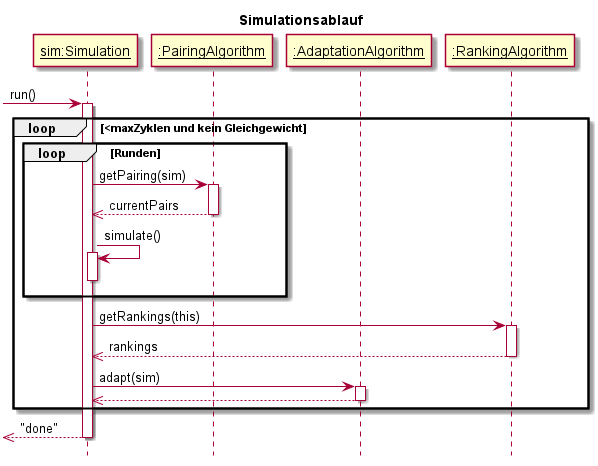 Simulationsablauf
sim:Simulation :PairingAlgorithm :AdaptationAlgorithm :RankingAlgorithm
run()
loop [<maxZyklen und kein Gleichgewicht]
loop [Runden]
getPairing(sim)
currentPairs
simulate()
getRankings(this)
rankings
adapt(sim)
"done"